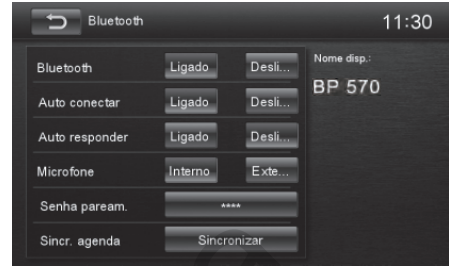 Bluetooth 11:30
Bluetooth Ligado Desli...
Nome disp.:
BP 570
Auto conectar Ligado Desli...
Auto responder Ligado Desli...
Microfone Interno Exte...
Senha paream. ****
Sincr. agenda Sincronizar